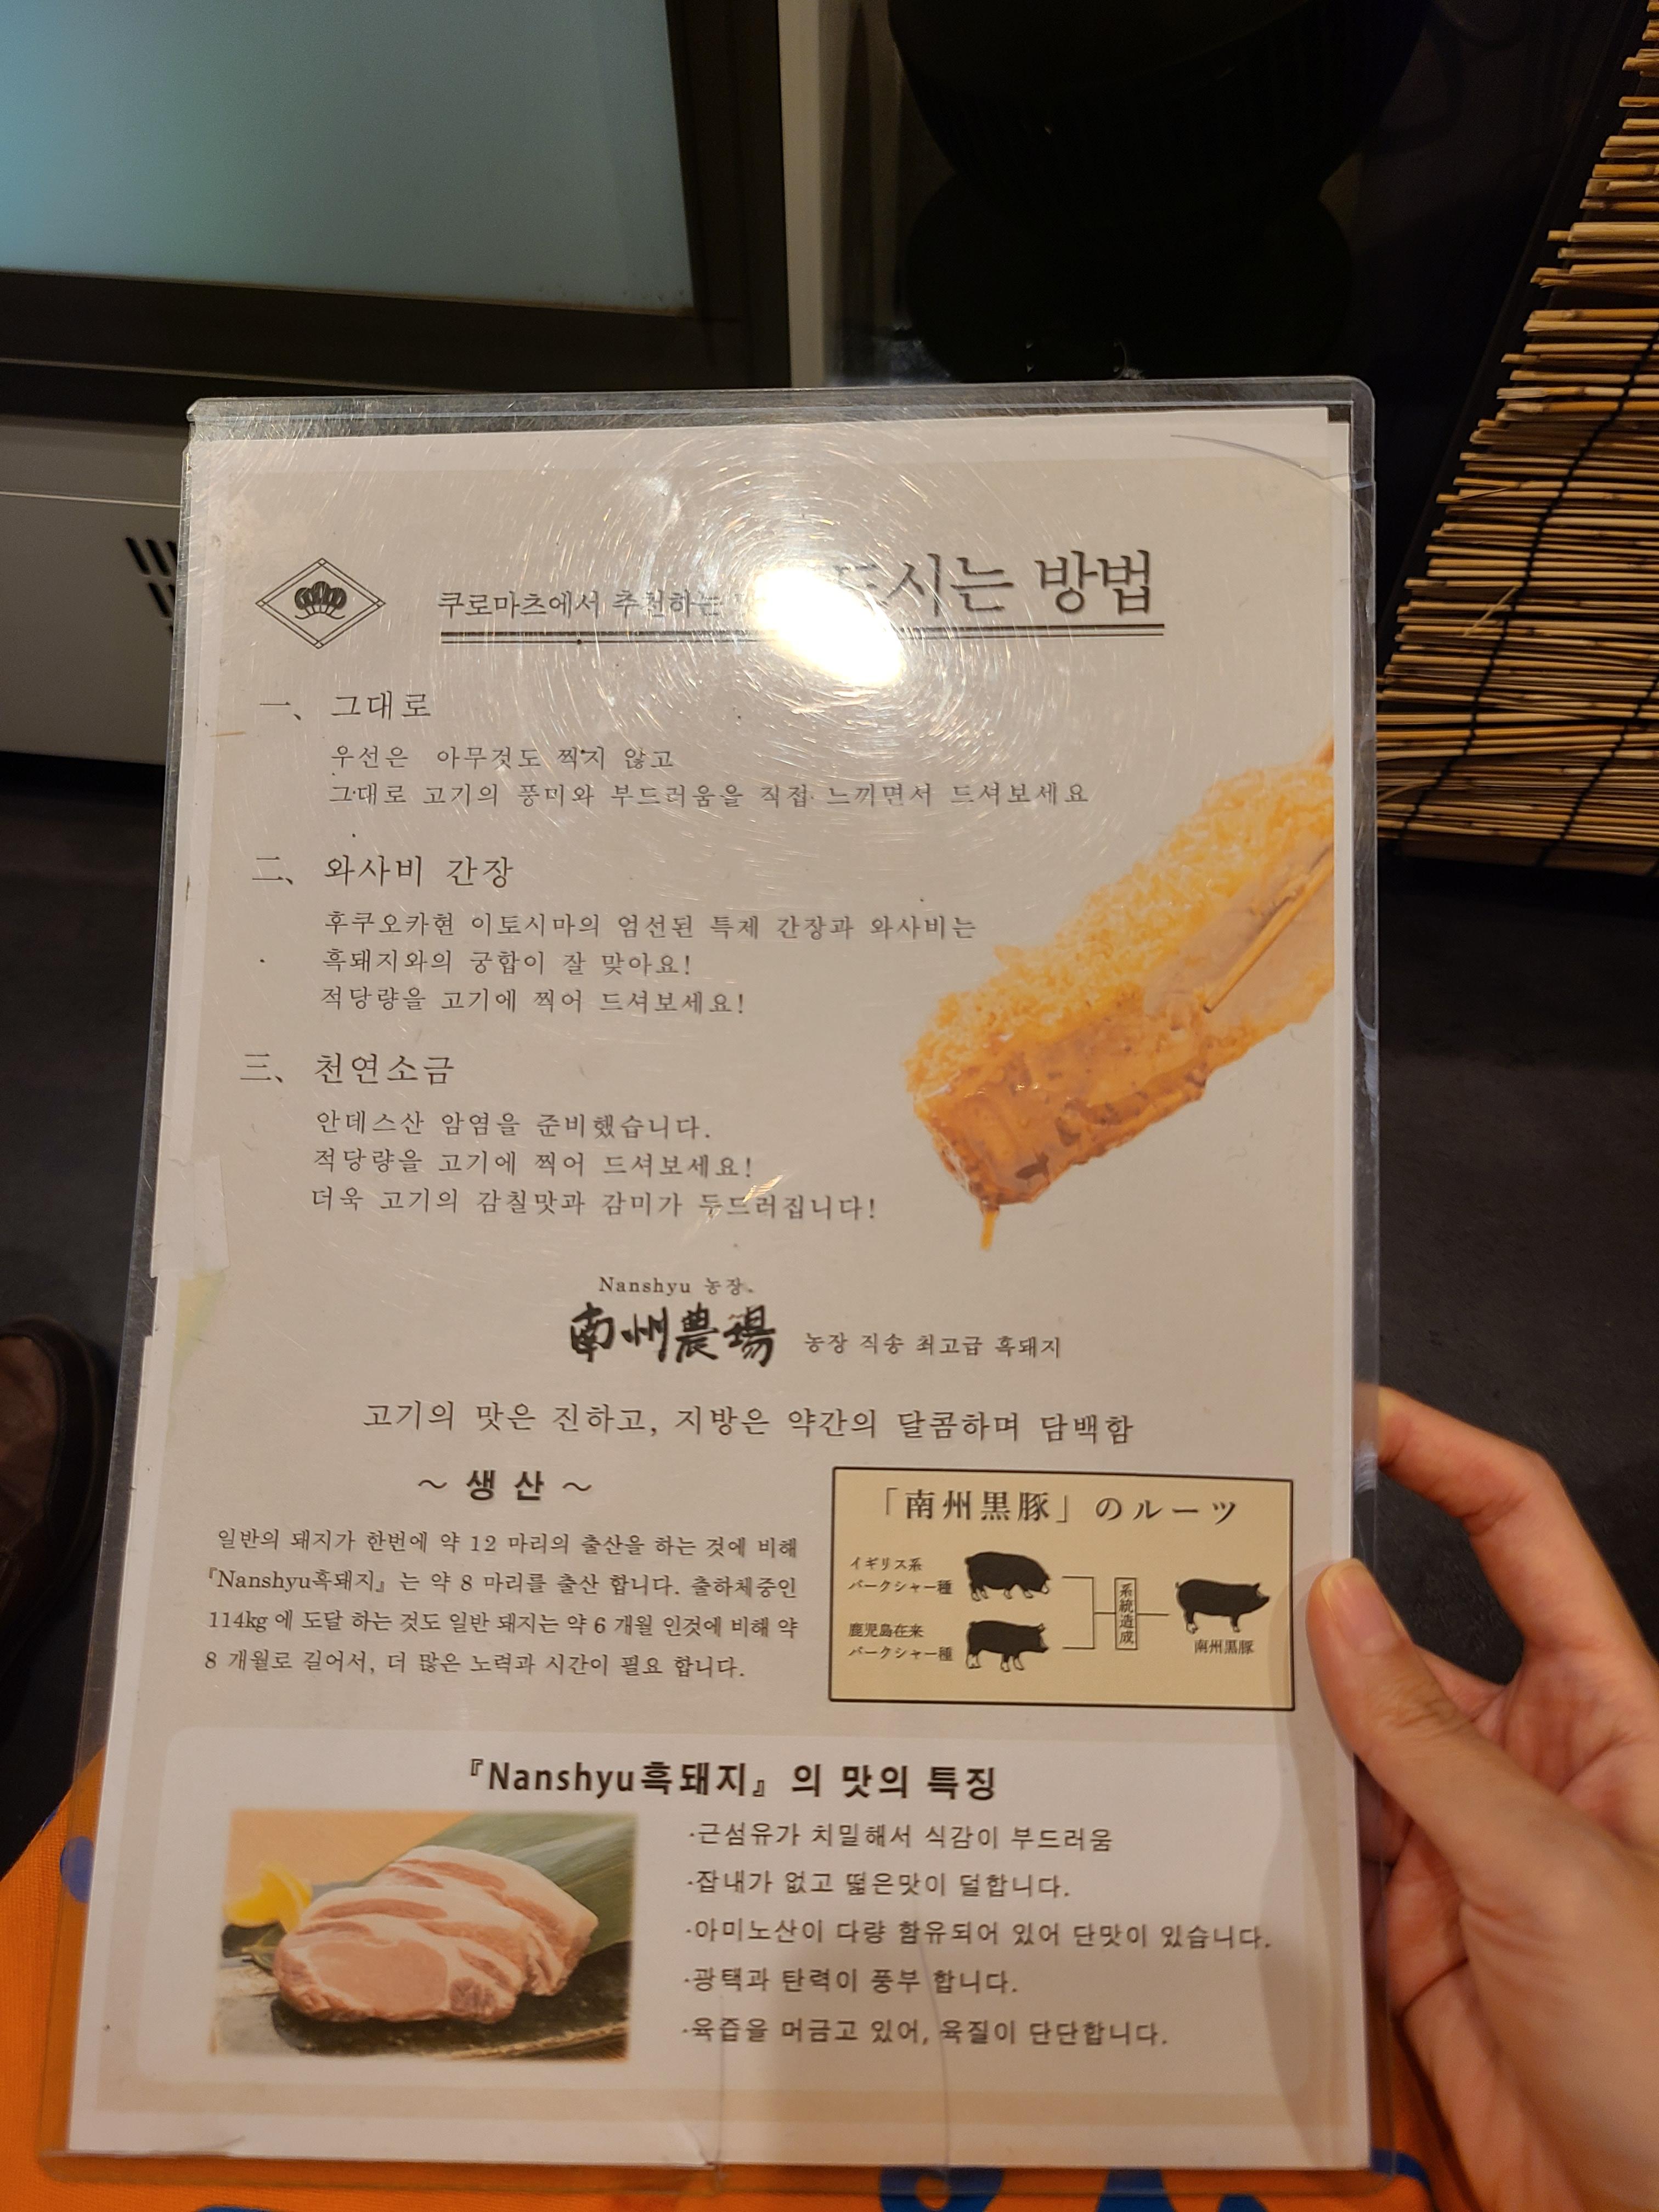 쿠로마츠에서 추천하는 드시는 방법
一、 그대로
우선은 아무것도 찍지 않고
그대로 고기의 풍미와 부드러움을 직접 느끼면서 드셔보세요
二、 와사비 간장
후쿠오카현 이토시마의 엄선된 특제 간장과 와사비는
흑돼지와의 궁합이 잘 맞아요!
적당량을 고기에 찍어 드셔보세요!
三、 천연소금
안데스산 암염을 준비했습니다.
적당량을 고기에 찍어 드셔보세요!
더욱 고기의 감칠맛과 감미가 두드러집니다!
Nanshyu 농장
南州農場 농장 직송 최고급 흑돼지
고기의 맛은 진하고, 지방은 약간의 달콤하며 담백함
～ 생 산 ～
일반의 돼지가 한번에 약 12 마리의 출산을 하는 것에 비해
『Nanshyu흑돼지』는 약 8 마리를 출산 합니다. 출하체중인
114kg 에 도달 하는 것도 일반 돼지는 약 6 개월 인것에 비해 약
8 개월로 길어서, 더 많은 노력과 시간이 필요 합니다.
「南州黒豚」のルーツ
イギリス系
バークシャー種
鹿児島在来
バークシャー種
系統造成
南州黒豚
『Nanshyu흑돼지』의 맛의 특징
·근섬유가 치밀해서 식감이 부드러움
·잡내가 없고 떫은맛이 덜합니다.
·아미노산이 다량 함유되어 있어 단맛이 있습니다.
·광택과 탄력이 풍부 합니다.
·육즙을 머금고 있어, 육질이 단단합니다.